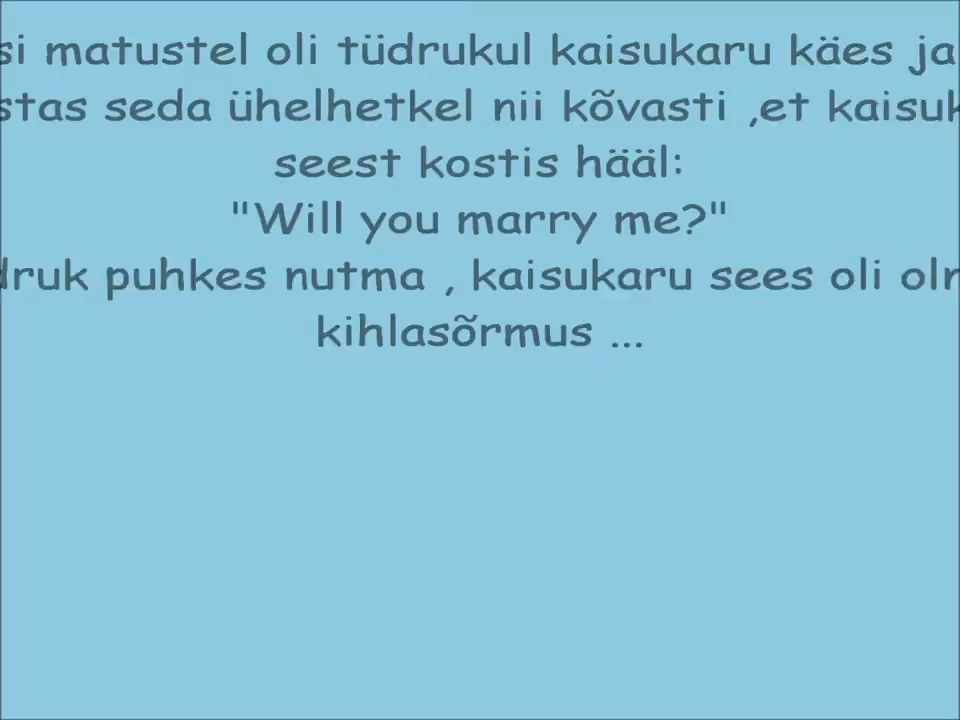 si matustel oli tüdrukul kaisukaru käes ja
stas seda ühelhetkel nii kõvasti ,et kaisuk
seest kostis hääl:
"Will you marry me?"
druk puhkes nutma , kaisukaru sees oli olm
kihlasõrmus ...